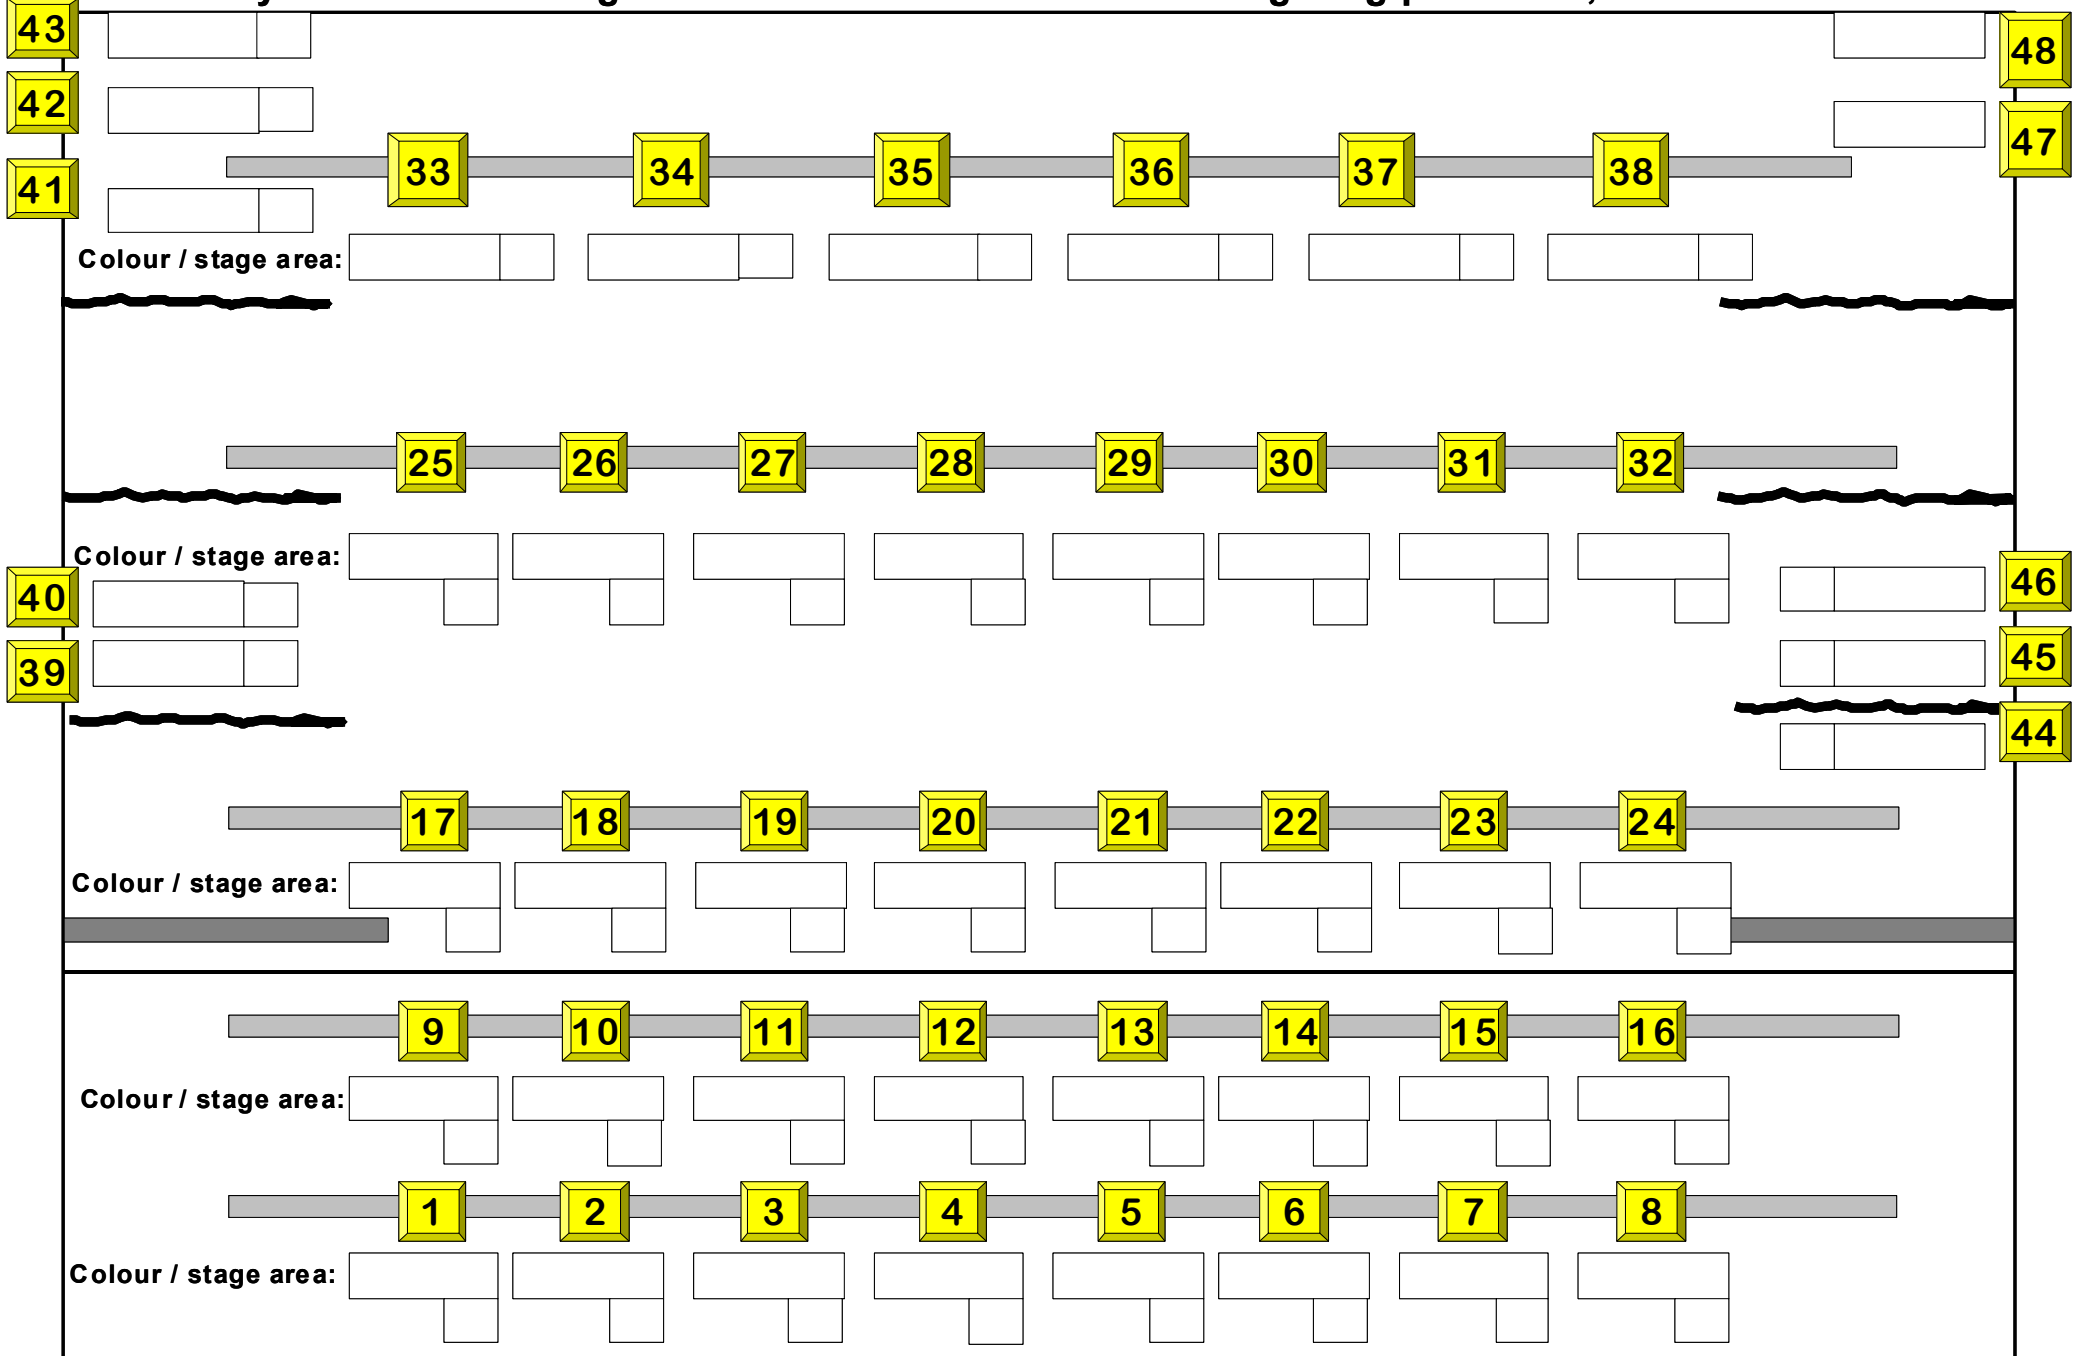 43
48
42
47
41
33 34 35 36 37 38
Colour / stage area:
25 26 27 28 29 30 31 32
Colour / stage area:
40
46
39
45
44
17 18 19 20 21 22 23 24
Colour / stage area:
9 10 11 12 13 14 15 16
Colour / stage area:
1 2 3 4 5 6 7 8
Colour / stage area: